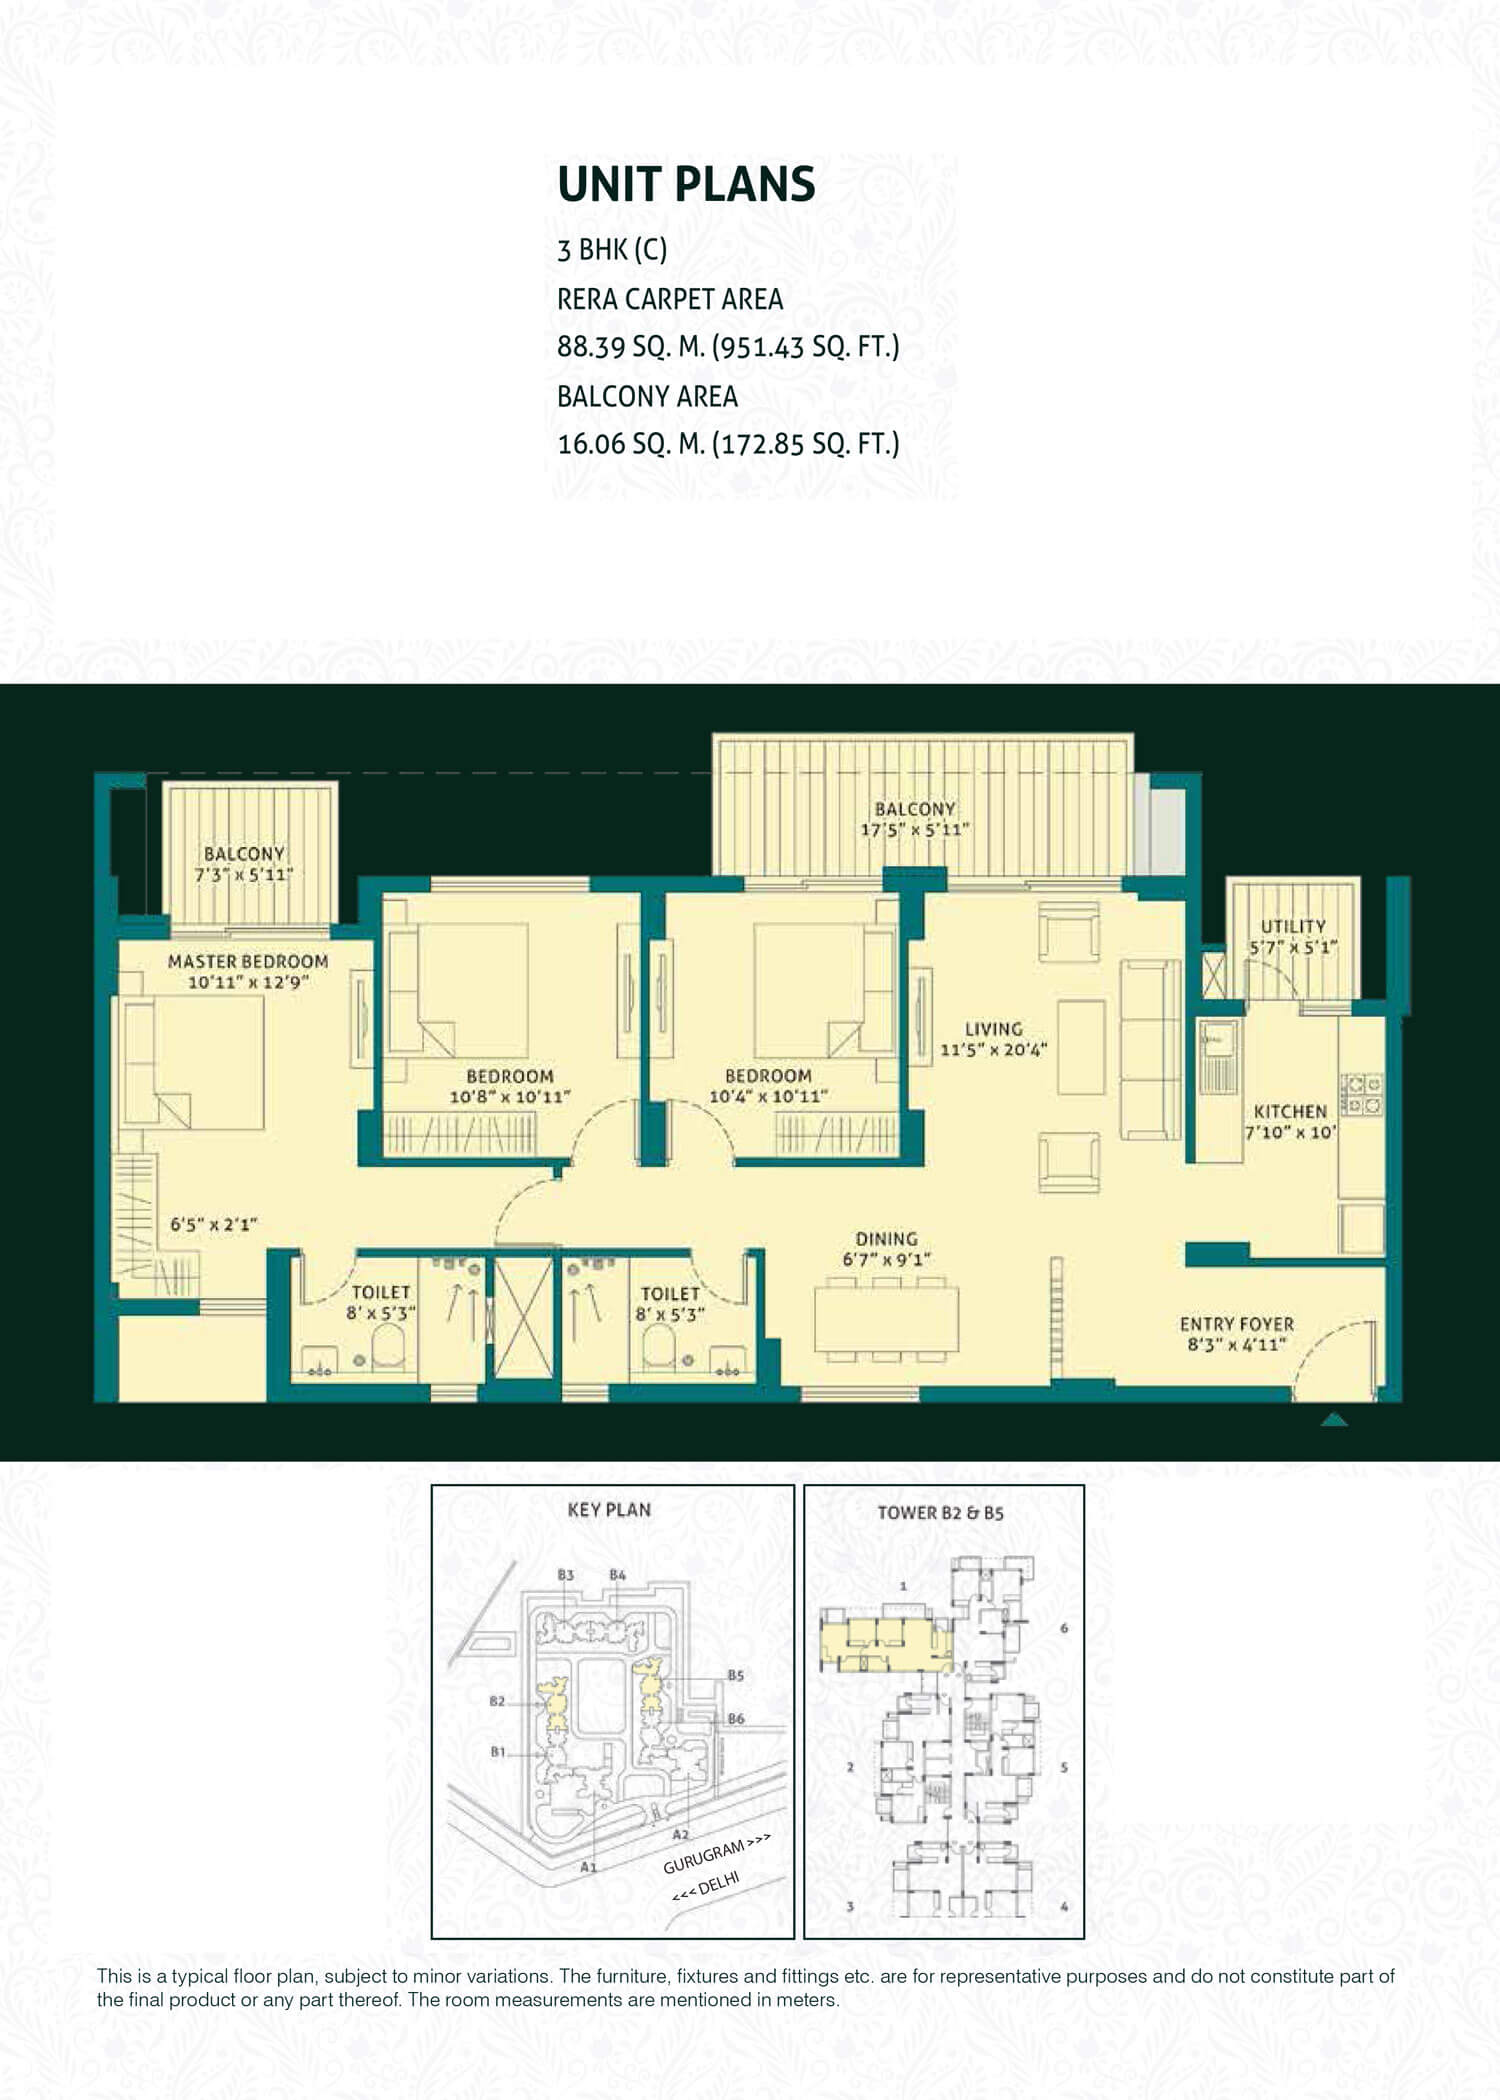 UNIT PLANS
3 BHK (C)
RERA CARPET AREA
88.39 SQ. M. (951.43 SQ. FT.)
BALCONY AREA
16.06 SQ. M. (172.85 SQ. FT.)
BALCONY
17'5" x 5'11"
BALCONY
7'3" x 5'11"
UTILITY
5'7" x 5'1"
MASTER BEDROOM
10'11" x 12'9"
LIVING
11'5" x 20'4"
BEDROOM
10'8" x 10'11"
BEDROOM
10'4" x 10'11"
KITCHEN
7'10" x 10'
6'5" x 2'1"
DINING
6'7" x 9'1"
TOILET
8' x 5'3"
TOILET
8' x 5'3"
ENTRY FOYER
8'3" x 4'11"
KEY PLAN
B3
B4
B5
B2
B6
B1
A2
A1
GURUGRAM >>>
<<< DELHI
TOWER B2 & B5
1
6
2
5
3
4
This is a typical floor plan, subject to minor variations. The furniture, fixtures and fittings etc. are for representative purposes and do not constitute part of
the final product or any part thereof. The room measurements are mentioned in meters.